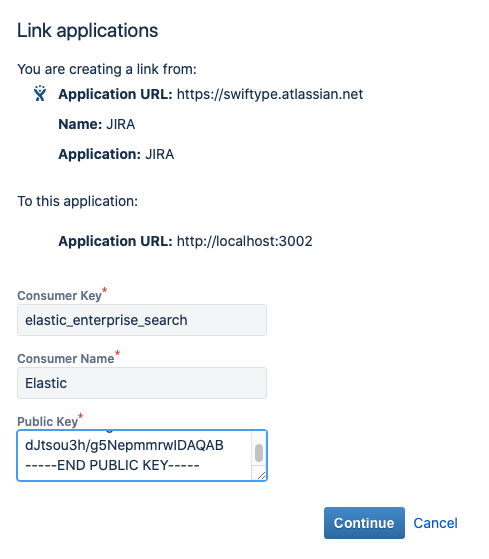 Link applications
You are creating a link from:
Application URL: https://swiftype.atlassian.net
Name: JIRA
Application: JIRA
To this application:
Application URL: http://localhost:3002
Consumer Key*
elastic_enterprise_search
Consumer Name*
Elastic
Public Key*
dJtsou3h/g5NepmmrwIDAQAB
-----END PUBLIC KEY-----
Continue Cancel